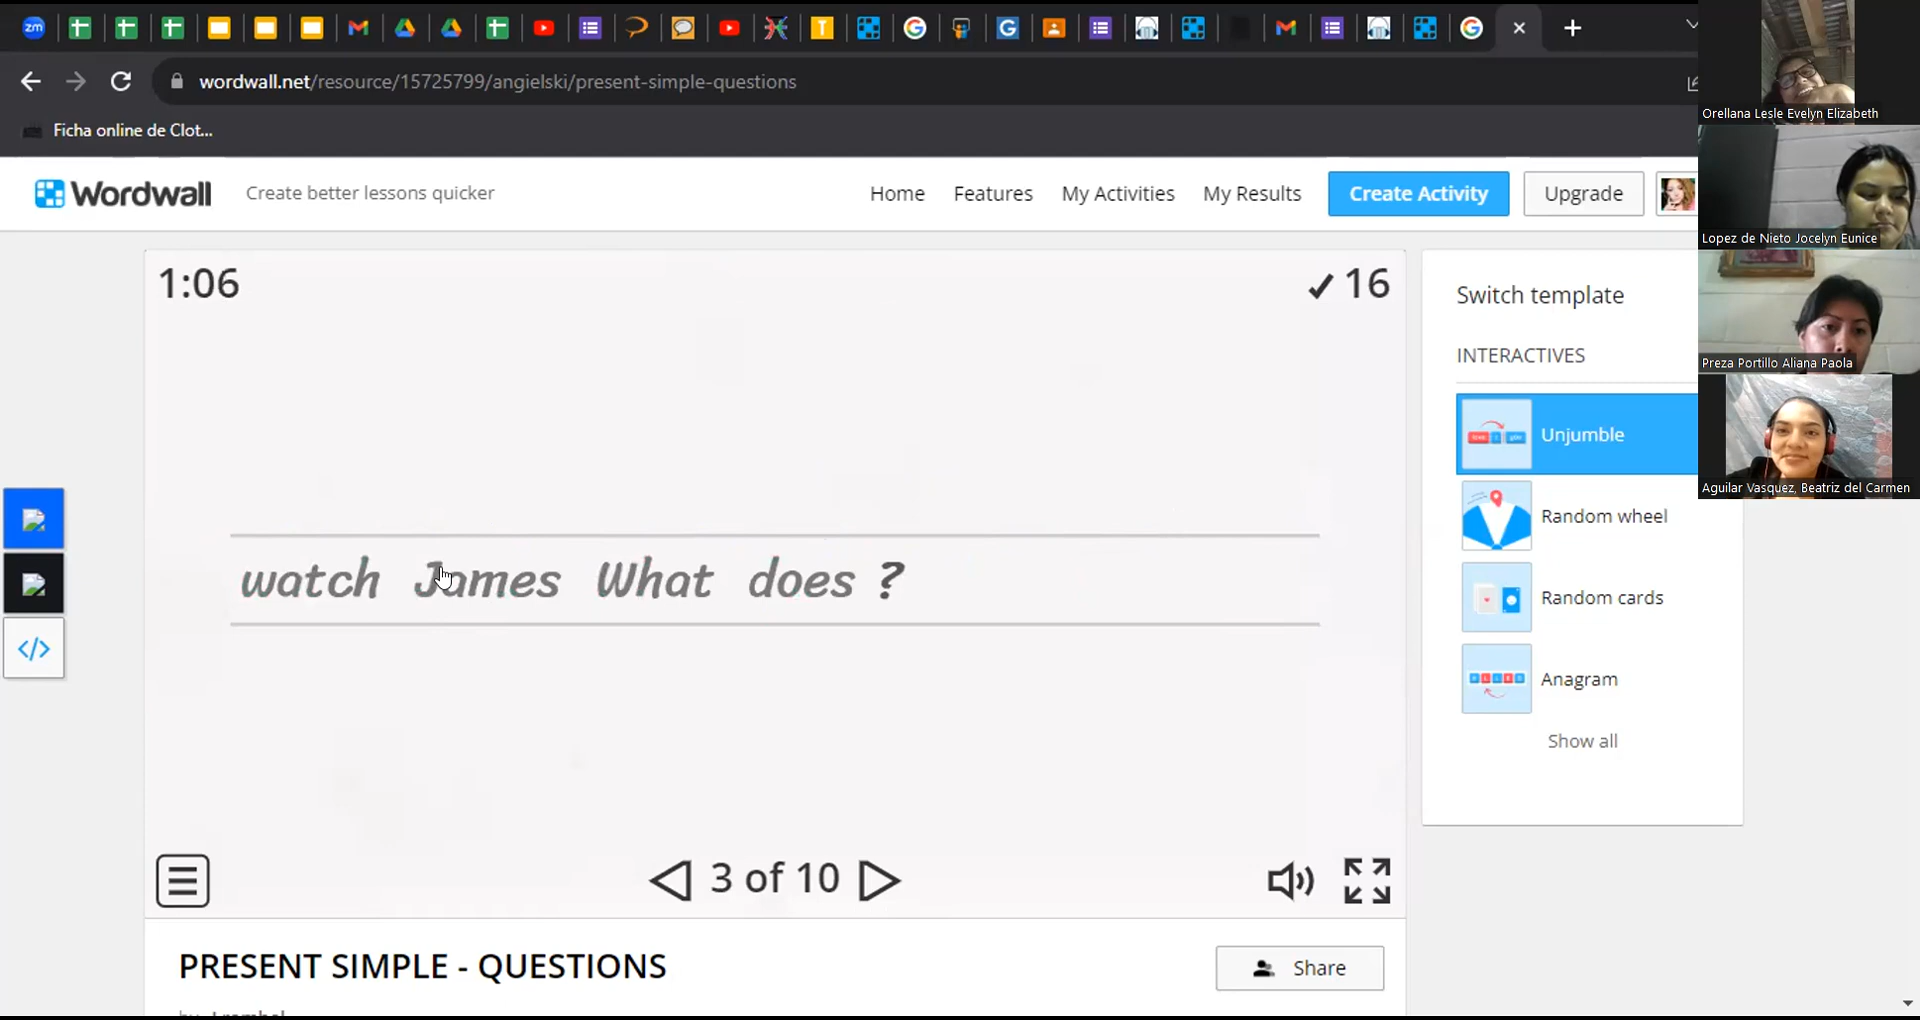 wordwall.net/resource/15725799/angielski/present-simple-questions
Ficha online de Clot...
Wordwall
Create better lessons quicker
Home
Features
My Activities
My Results
Create Activity
Upgrade
1:06
✓ 16
watch James What does ?
3 of 10
PRESENT SIMPLE - QUESTIONS
Share
Switch template
INTERACTIVES
Unjumble
Random wheel
Random cards
Anagram
Show all
Orellana Lesle Evelyn Elizabeth
Lopez de Nieto Jocelyn Eunice
Preza Portillo Aliana Paola
Aguilar Vasquez, Beatriz del Carmen